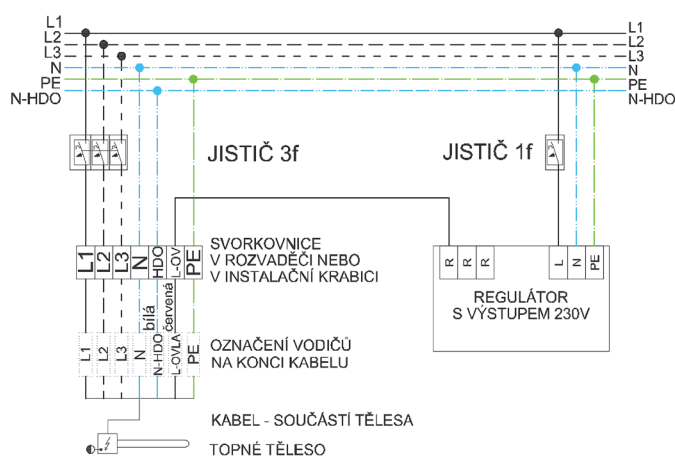 L1
L2
L3
N
PE
N-HDO
L1
L2
L3
N
PE
N-HDO
JISTIČ 3f
JISTIČ 1f
L1
L2
L3
N
HDO
L-OV
PE
SVORKOVNICE
V ROZVADĚČI NEBO
V INSTALAČNÍ KRABICI
R
R
R
L
N
PE
REGULÁTOR
S VÝSTUPEM 230V
bílá
červená
L1
L2
L3
N
N-HDO
L-OVLA
PE
OZNAČENÍ VODIČŮ
NA KONCI KABELU
KABEL - SOUČÁSTÍ TĚLESA
TOPNÉ TĚLESO